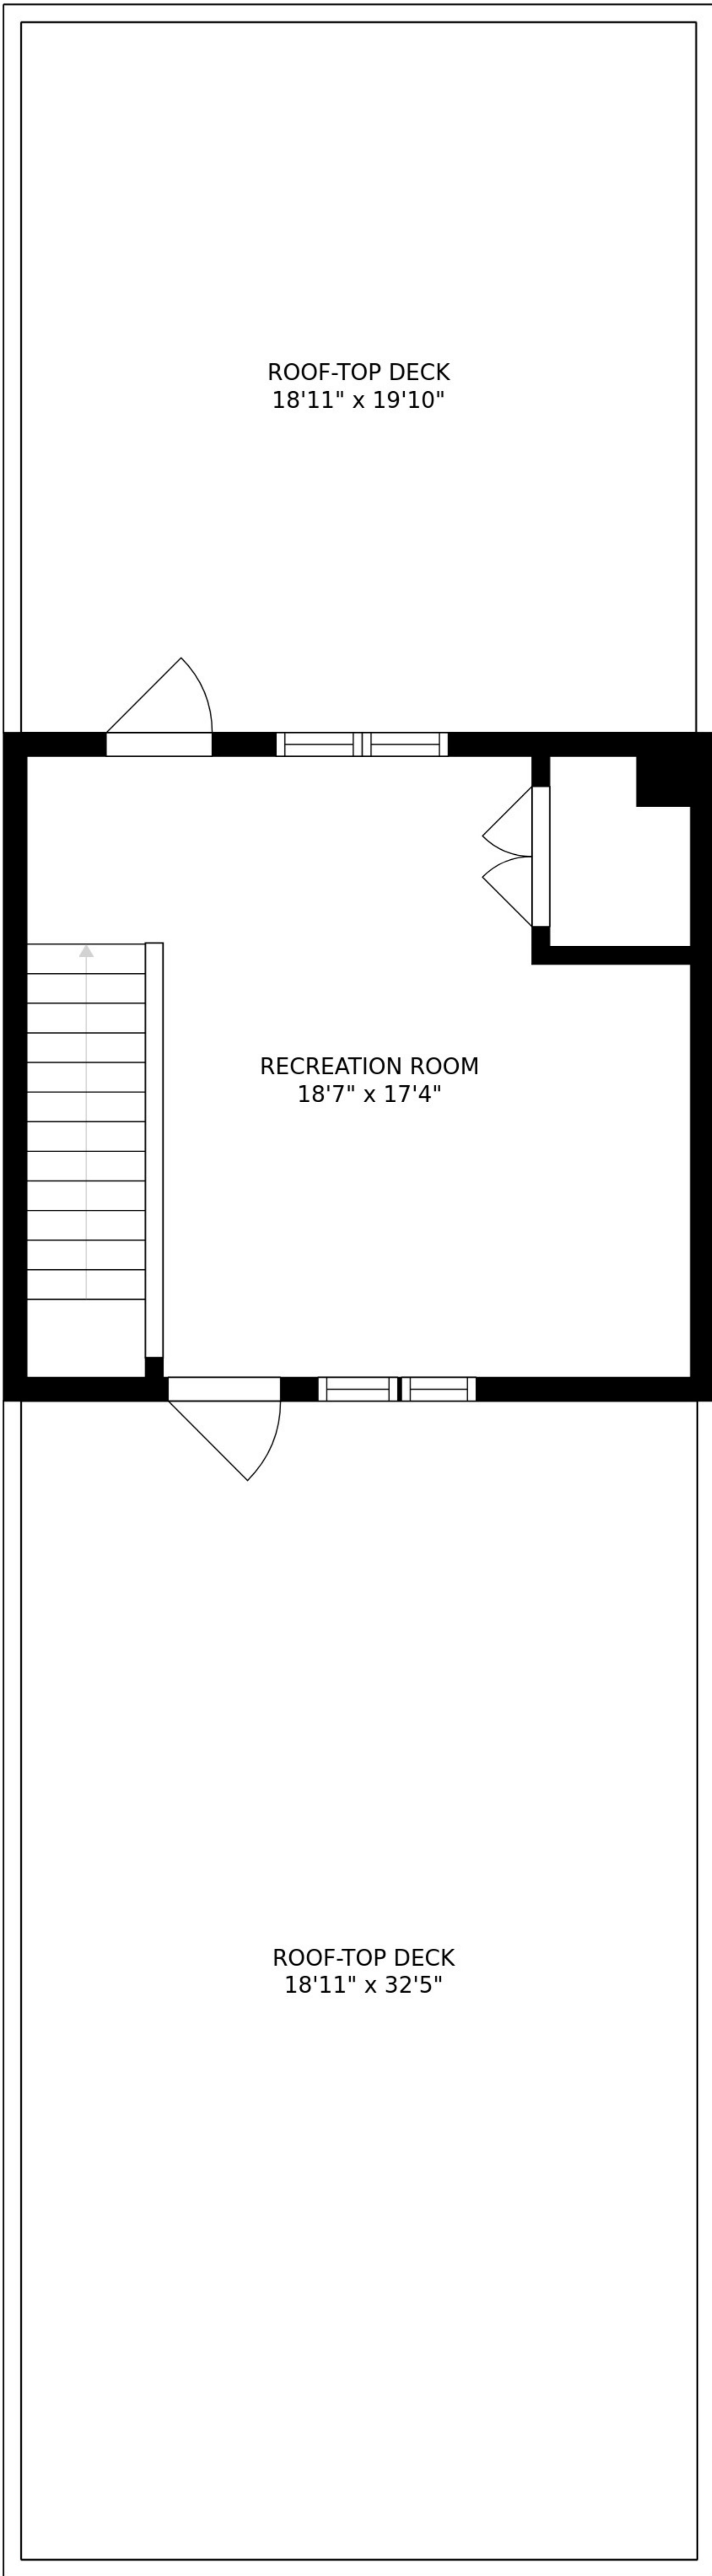 ROOF-TOP DECK
18'11" x 19'10"
RECREATION ROOM
18'7" x 17'4"
ROOF-TOP DECK
18'11" x 32'5"